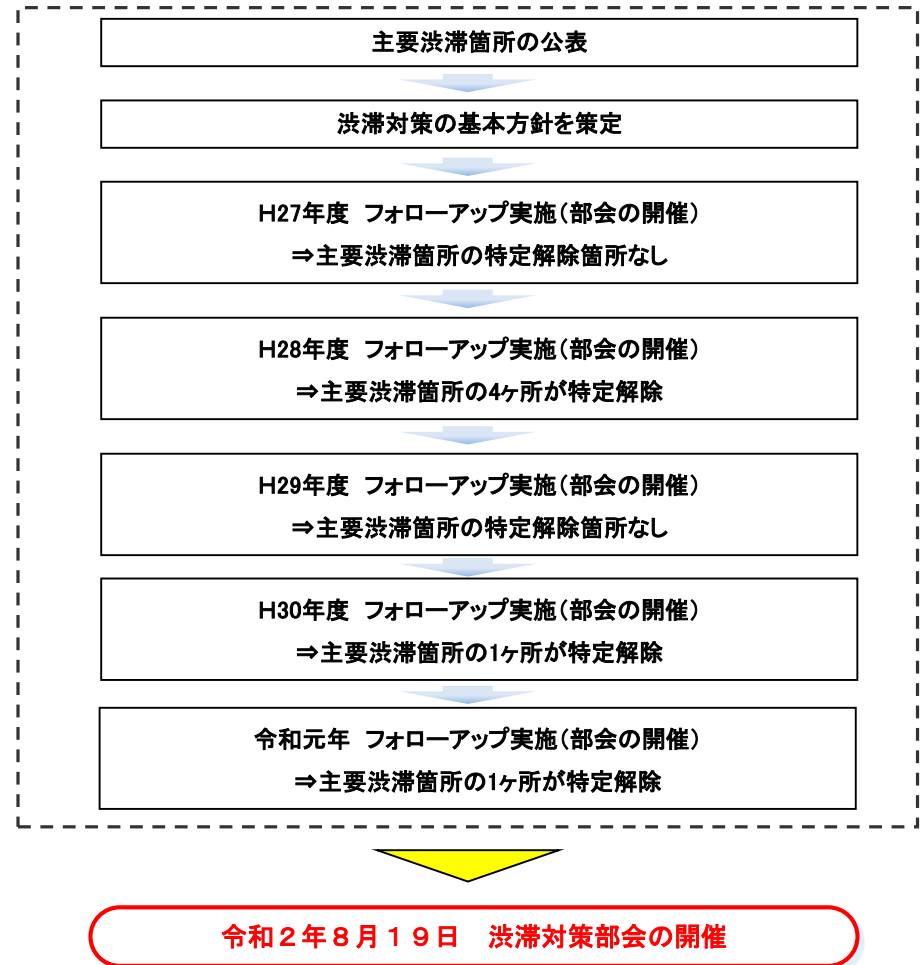 主要渋滞箇所の公表
渋滞対策の基本方針を策定
H27年度 フォローアップ実施(部会の開催)
⇒主要渋滞箇所の特定解除箇所なし
H28年度 フォローアップ実施(部会の開催)
⇒主要渋滞箇所の4ヶ所が特定解除
H29年度 フォローアップ実施(部会の開催)
⇒主要渋滞箇所の特定解除箇所なし
H30年度 フォローアップ実施(部会の開催)
⇒主要渋滞箇所の1ヶ所が特定解除
令和元年 フォローアップ実施(部会の開催)
⇒主要渋滞箇所の1ヶ所が特定解除
令和２年８月１９日　渋滞対策部会の開催